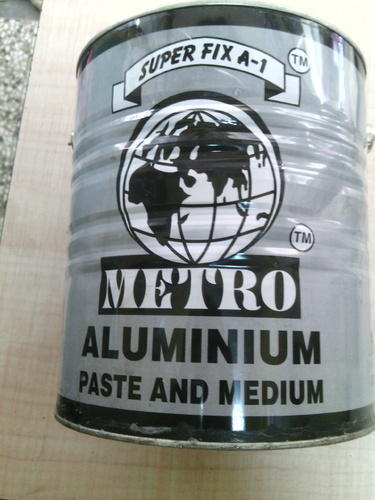 SUPER FIX A-1 TM
TM
METRO
ALUMINIUM
PASTE AND MEDIUM